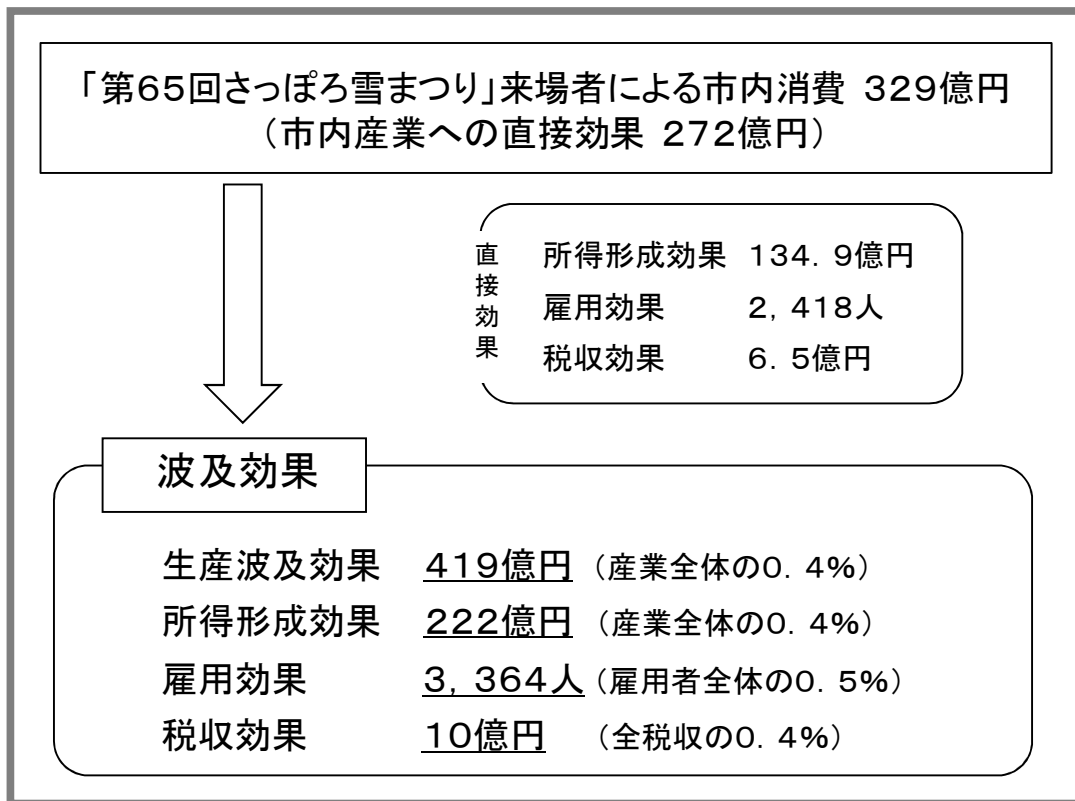 「第65回さっぽろ雪まつり」来場者による市内消費 329億円
（市内産業への直接効果 272億円）
直接効果
所得形成効果 134．9億円
雇用効果 2，418人
税収効果 6．5億円
波及効果
生産波及効果 419億円 （産業全体の0．4％）
所得形成効果 222億円 （産業全体の0．4％）
雇用効果 3，364人 （雇用者全体の0．5％）
税収効果 10億円 （全税収の0．4％）